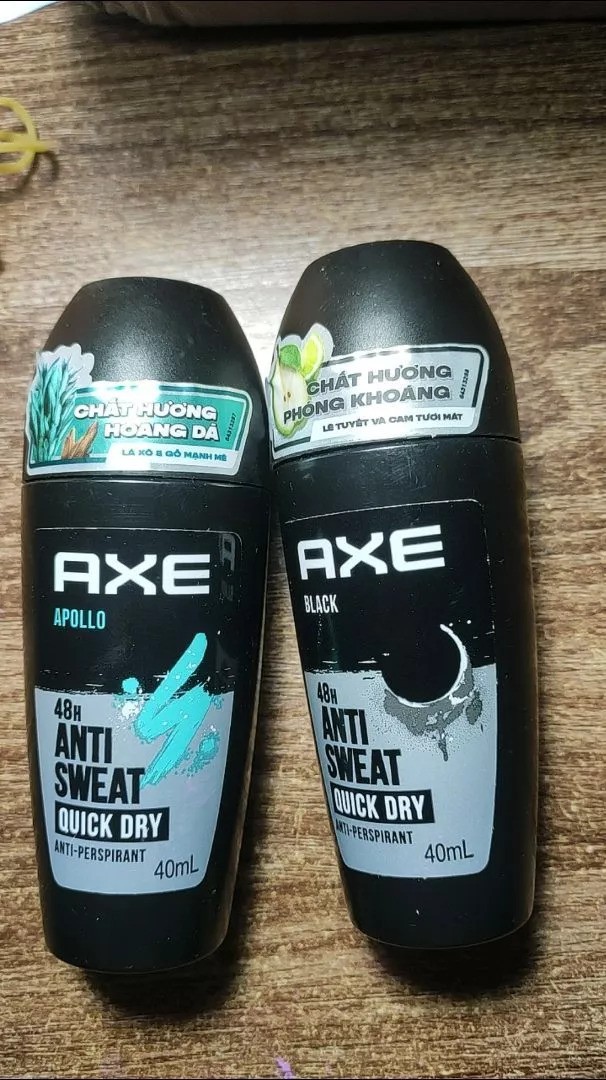 CHẤT HƯƠNG
HOANG DÃ
LÁ XÔ & GỖ MẠNH MẼ
AXE
APOLLO
48H
ANTI
SWEAT
QUICK DRY
ANTI-PERSPIRANT
40mL
CHẤT HƯƠNG
PHÓNG KHOÁNG
LÊ TUYẾT VÀ CAM TƯƠI MÁT
AXE
BLACK
48H
ANTI
SWEAT
QUICK DRY
ANTI-PERSPIRANT
40mL